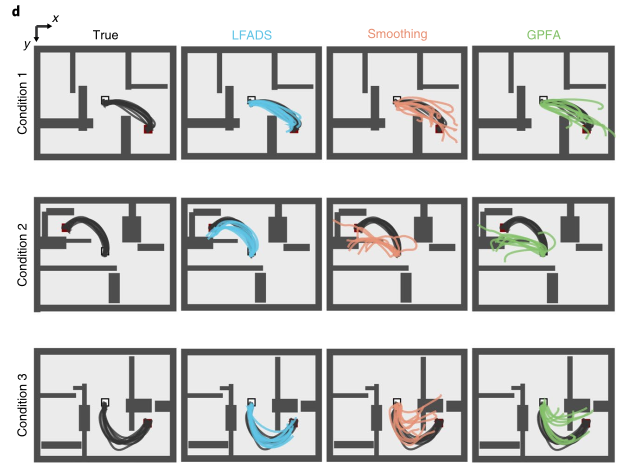 d
x
y
True
LFADS
Smoothing
GPFA
Condition 1
Condition 2
Condition 3